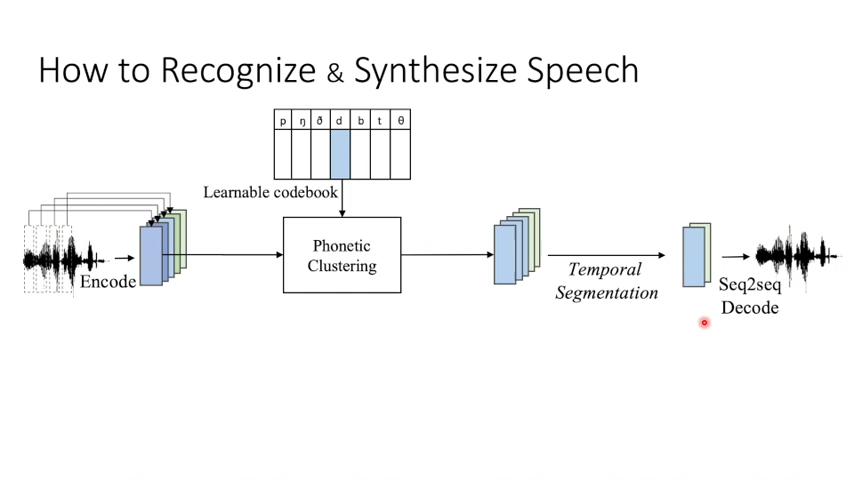 How to Recognize & Synthesize Speech
p ŋ ð d b t θ
Learnable codebook
Encode
Phonetic
Clustering
Temporal
Segmentation
Seq2seq
Decode